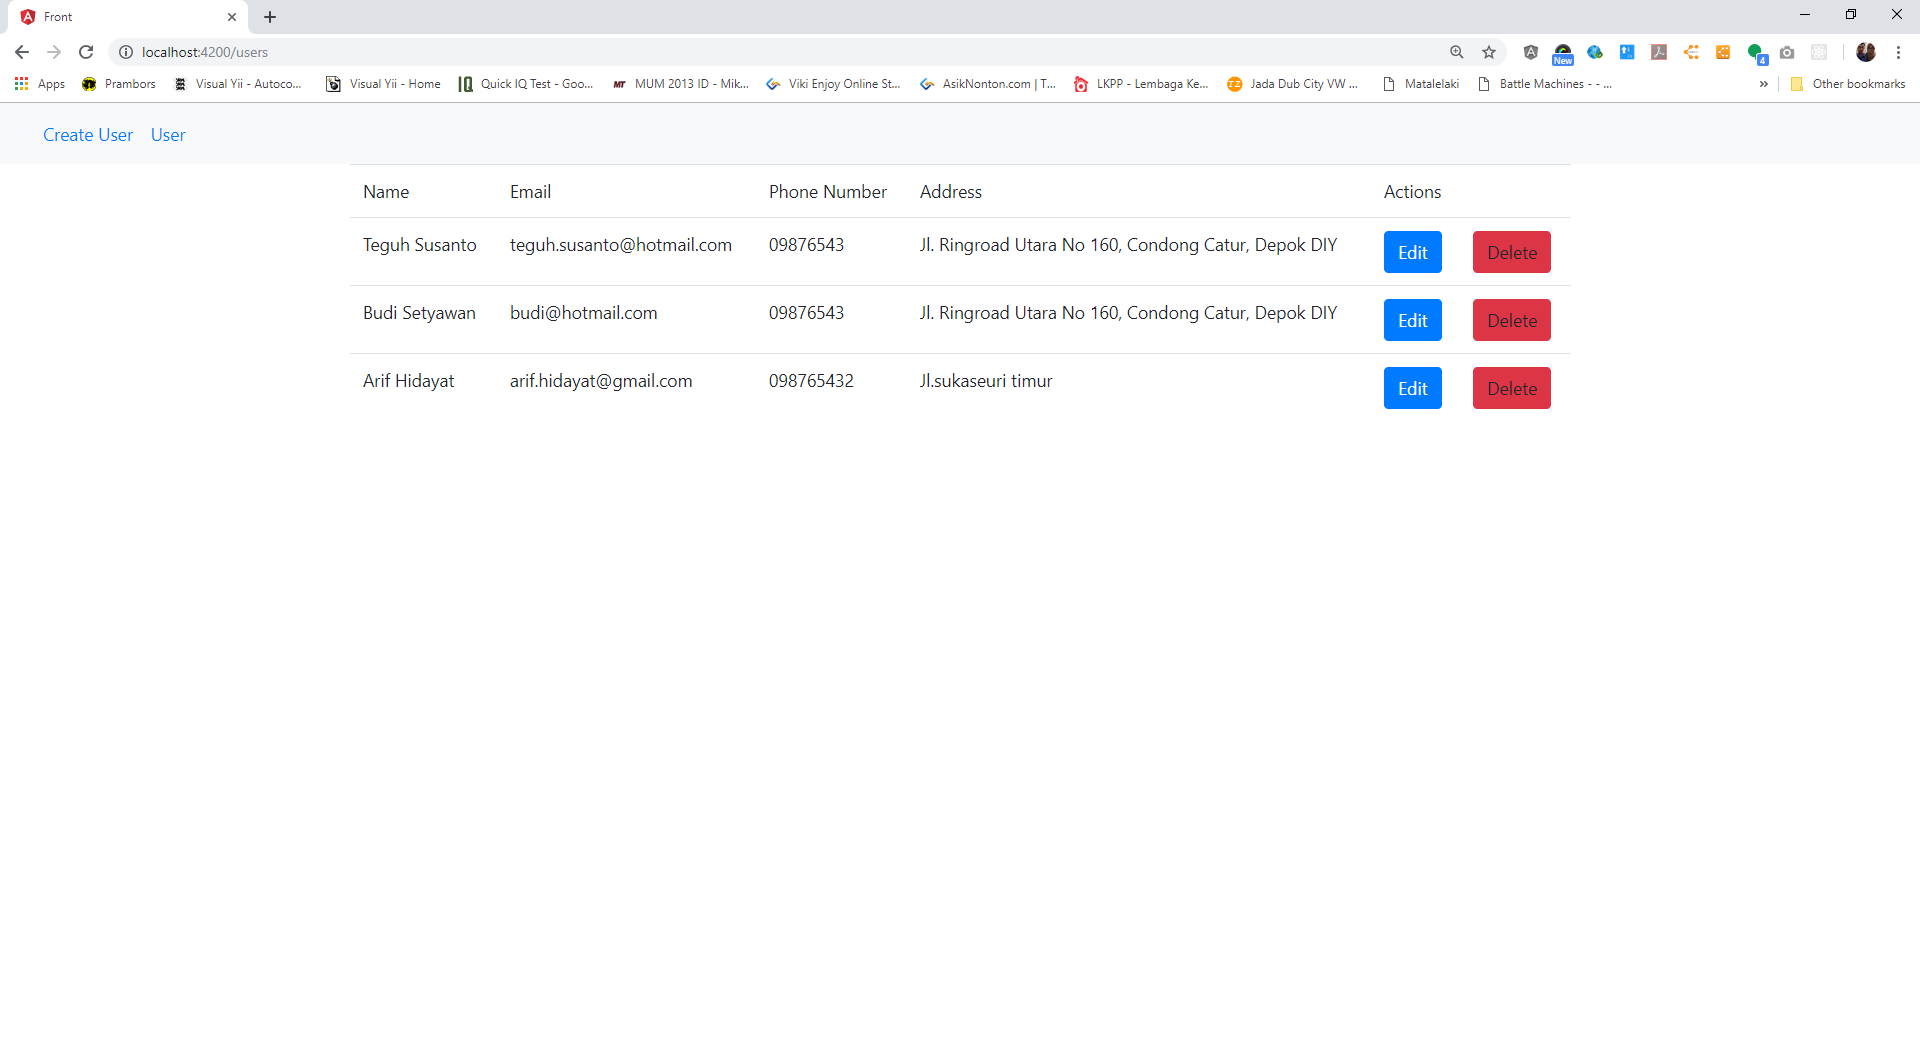 Front
localhost:4200/users
New
4
Apps Prambors Visual Yii - Autoco... Visual Yii - Home Quick IQ Test - Goo... MT MUM 2013 ID - Mik... Viki Enjoy Online St... AsikNonton.com | T... LKPP - Lembaga Ke... TZ Jada Dub City VW ... Matalelaki Battle Machines - - ... » Other bookmarks
Create User User
Name Email Phone Number Address Actions
Teguh Susanto teguh.susanto@hotmail.com 09876543 Jl. Ringroad Utara No 160, Condong Catur, Depok DIY Edit Delete
Budi Setyawan budi@hotmail.com 09876543 Jl. Ringroad Utara No 160, Condong Catur, Depok DIY Edit Delete
Arif Hidayat arif.hidayat@gmail.com 098765432 Jl.sukaseuri timur Edit Delete